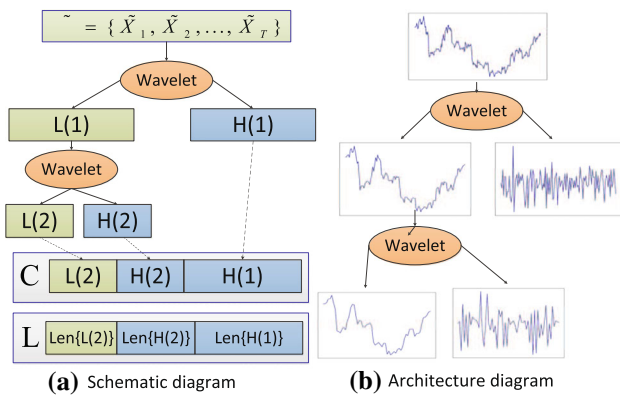 ~ = { X̃ 1 , X̃ 2 ,..., X̃ T }
Wavelet
L(1)
H(1)
Wavelet
L(2)
H(2)
C
L(2)
H(2)
H(1)
L
Len{L(2)}
Len{H(2)}
Len{H(1)}
(a) Schematic diagram
Wavelet
Wavelet
(b) Architecture diagram